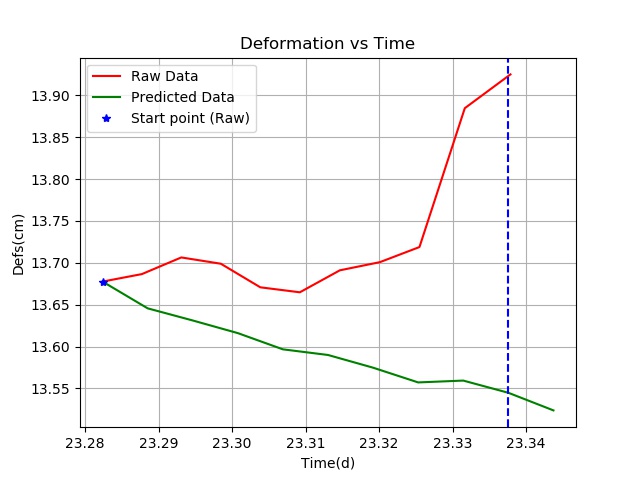 Deformation vs Time
Raw Data
Predicted Data
Start point (Raw)
Defs(cm)
13.90
13.85
13.80
13.75
13.70
13.65
13.60
13.55
23.28 23.29 23.30 23.31 23.32 23.33 23.34
Time(d)